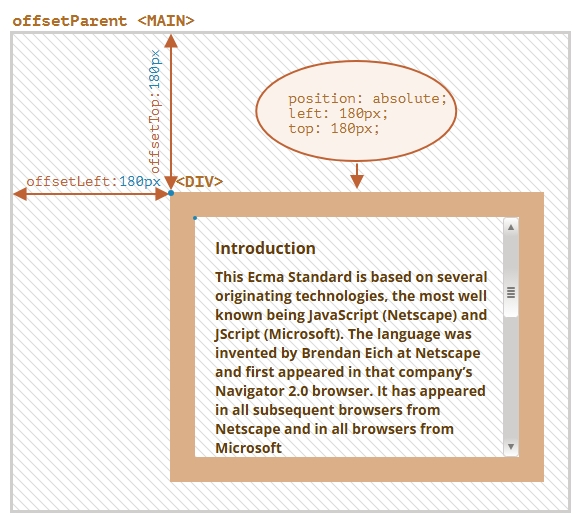 offsetParent <MAIN>
offsetTop:180px
position: absolute;
left: 180px;
top: 180px;
offsetLeft:180px
<DIV>
Introduction
This Ecma Standard is based on several
originating technologies, the most well
known being JavaScript (Netscape) and
JScript (Microsoft). The language was
invented by Brendan Eich at Netscape
and first appeared in that company’s
Navigator 2.0 browser. It has appeared
in all subsequent browsers from
Netscape and in all browsers from
Microsoft